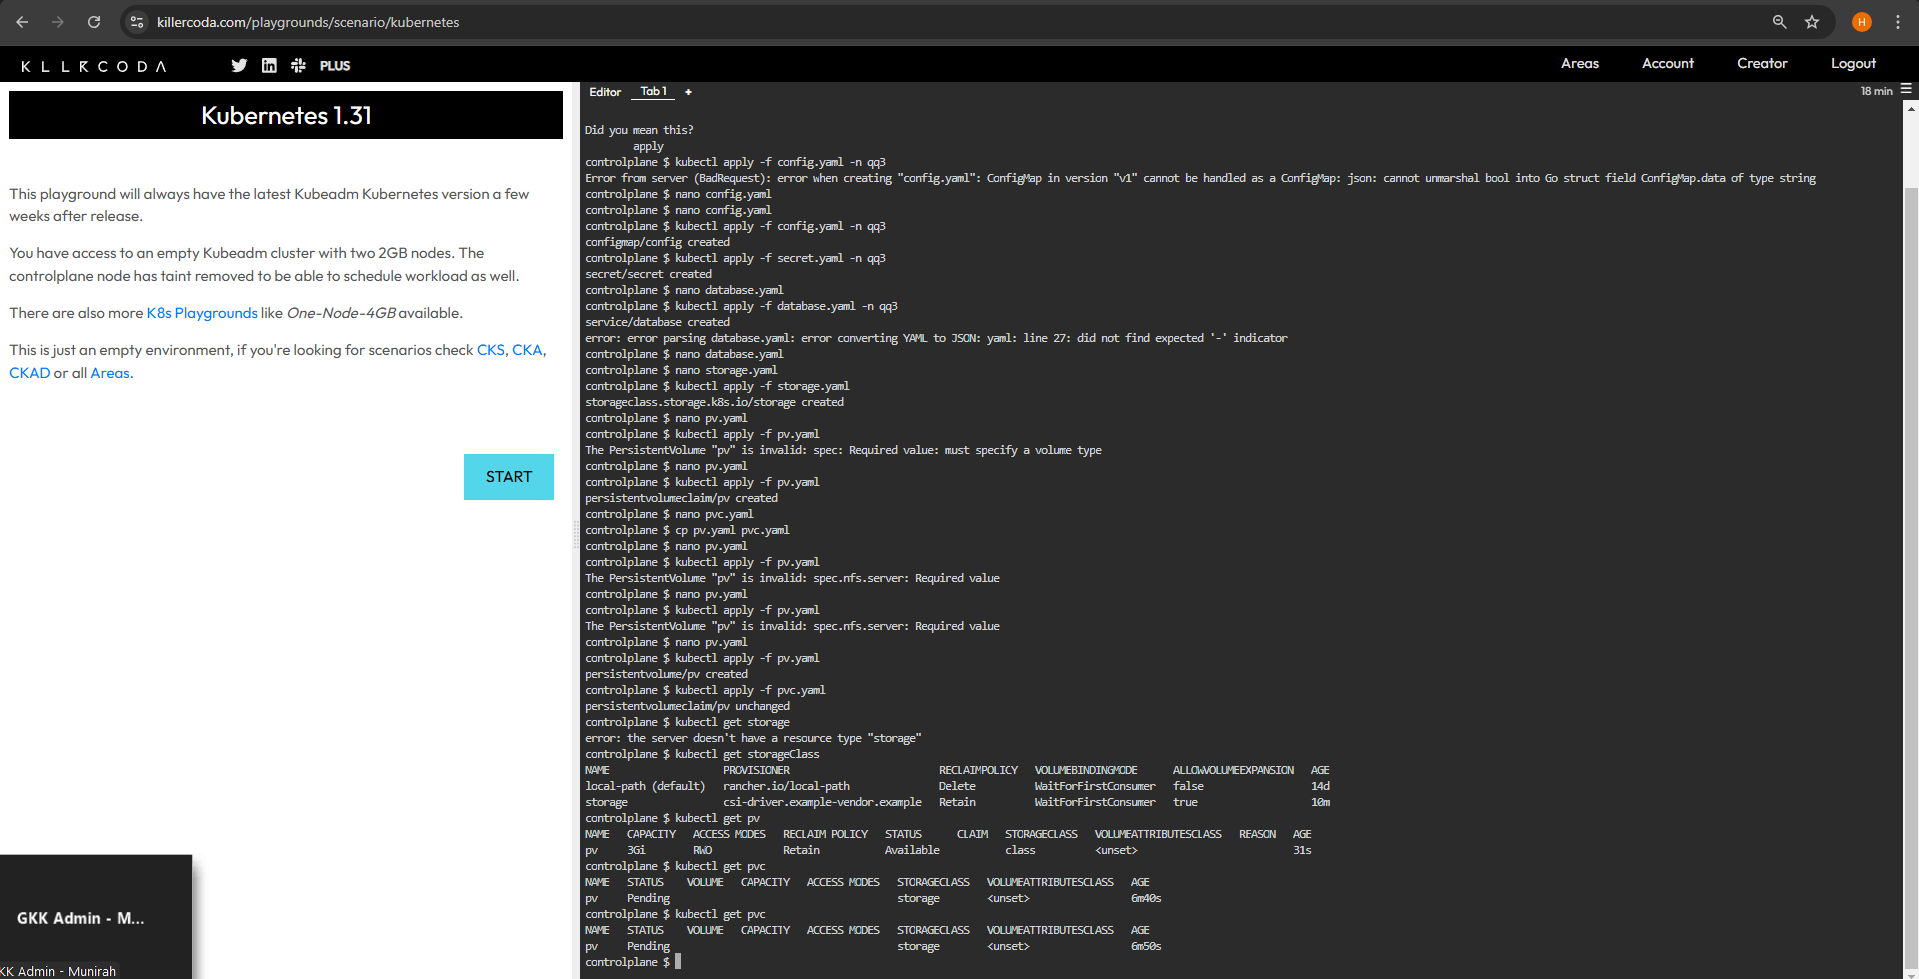 killercoda.com/playgrounds/scenario/kubernetes
H
KLLRCODA
PLUS
Areas
Account
Creator
Logout
Kubernetes 1.31
This playground will always have the latest Kubeadm Kubernetes version a few
weeks after release.
You have access to an empty Kubeadm cluster with two 2GB nodes. The
controlplane node has taint removed to be able to schedule workload as well.
There are also more K8s Playgrounds like One-Node-4GB available.
This is just an empty environment, if you're looking for scenarios check CKS, CKA,
CKAD or all Areas.
START
GKK Admin - M...
KK Admin - Munirah
Editor
Tab 1
+
18 min
Did you mean this?
apply
controlplane $ kubectl apply -f config.yaml -n qq3
Error from server (BadRequest): error when creating "config.yaml": ConfigMap in version "v1" cannot be handled as a ConfigMap: json: cannot unmarshal bool into Go struct field ConfigMap.data of type string
controlplane $ nano config.yaml
controlplane $ nano config.yaml
controlplane $ kubectl apply -f config.yaml -n qq3
configmap/config created
controlplane $ kubectl apply -f secret.yaml -n qq3
secret/secret created
controlplane $ nano database.yaml
controlplane $ kubectl apply -f database.yaml -n qq3
service/database created
error: error parsing database.yaml: error converting YAML to JSON: yaml: line 27: did not find expected '-' indicator
controlplane $ nano database.yaml
controlplane $ nano storage.yaml
controlplane $ kubectl apply -f storage.yaml
storageclass.storage.k8s.io/storage created
controlplane $ nano pv.yaml
controlplane $ kubectl apply -f pv.yaml
The PersistentVolume "pv" is invalid: spec: Required value: must specify a volume type
controlplane $ nano pv.yaml
controlplane $ kubectl apply -f pv.yaml
persistentvolumeclaim/pv created
controlplane $ nano pvc.yaml
controlplane $ cp pv.yaml pvc.yaml
controlplane $ nano pv.yaml
controlplane $ kubectl apply -f pv.yaml
The PersistentVolume "pv" is invalid: spec.nfs.server: Required value
controlplane $ nano pv.yaml
controlplane $ kubectl apply -f pv.yaml
The PersistentVolume "pv" is invalid: spec.nfs.server: Required value
controlplane $ nano pv.yaml
controlplane $ kubectl apply -f pv.yaml
persistentvolume/pv created
controlplane $ kubectl apply -f pvc.yaml
persistentvolumeclaim/pv unchanged
controlplane $ kubectl get storage
error: the server doesn't have a resource type "storage"
controlplane $ kubectl get storageClass
NAME PROVISIONER RECLAIMPOLICY VOLUMEBINDINGMODE ALLOWVOLUMEEXPANSION AGE
local-path (default) rancher.io/local-path Delete WaitForFirstConsumer false 14d
storage csi-driver.example-vendor.example Retain WaitForFirstConsumer true 10m
controlplane $ kubectl get pv
NAME CAPACITY ACCESS MODES RECLAIM POLICY STATUS CLAIM STORAGECLASS VOLUMEATTRIBUTESCLASS REASON AGE
pv 3Gi RWO Retain Available class <unset> 31s
controlplane $ kubectl get pvc
NAME STATUS VOLUME CAPACITY ACCESS MODES STORAGECLASS VOLUMEATTRIBUTESCLASS AGE
pv Pending storage <unset> 6m40s
controlplane $ kubectl get pvc
NAME STATUS VOLUME CAPACITY ACCESS MODES STORAGECLASS VOLUMEATTRIBUTESCLASS AGE
pv Pending storage <unset> 6m50s
controlplane $